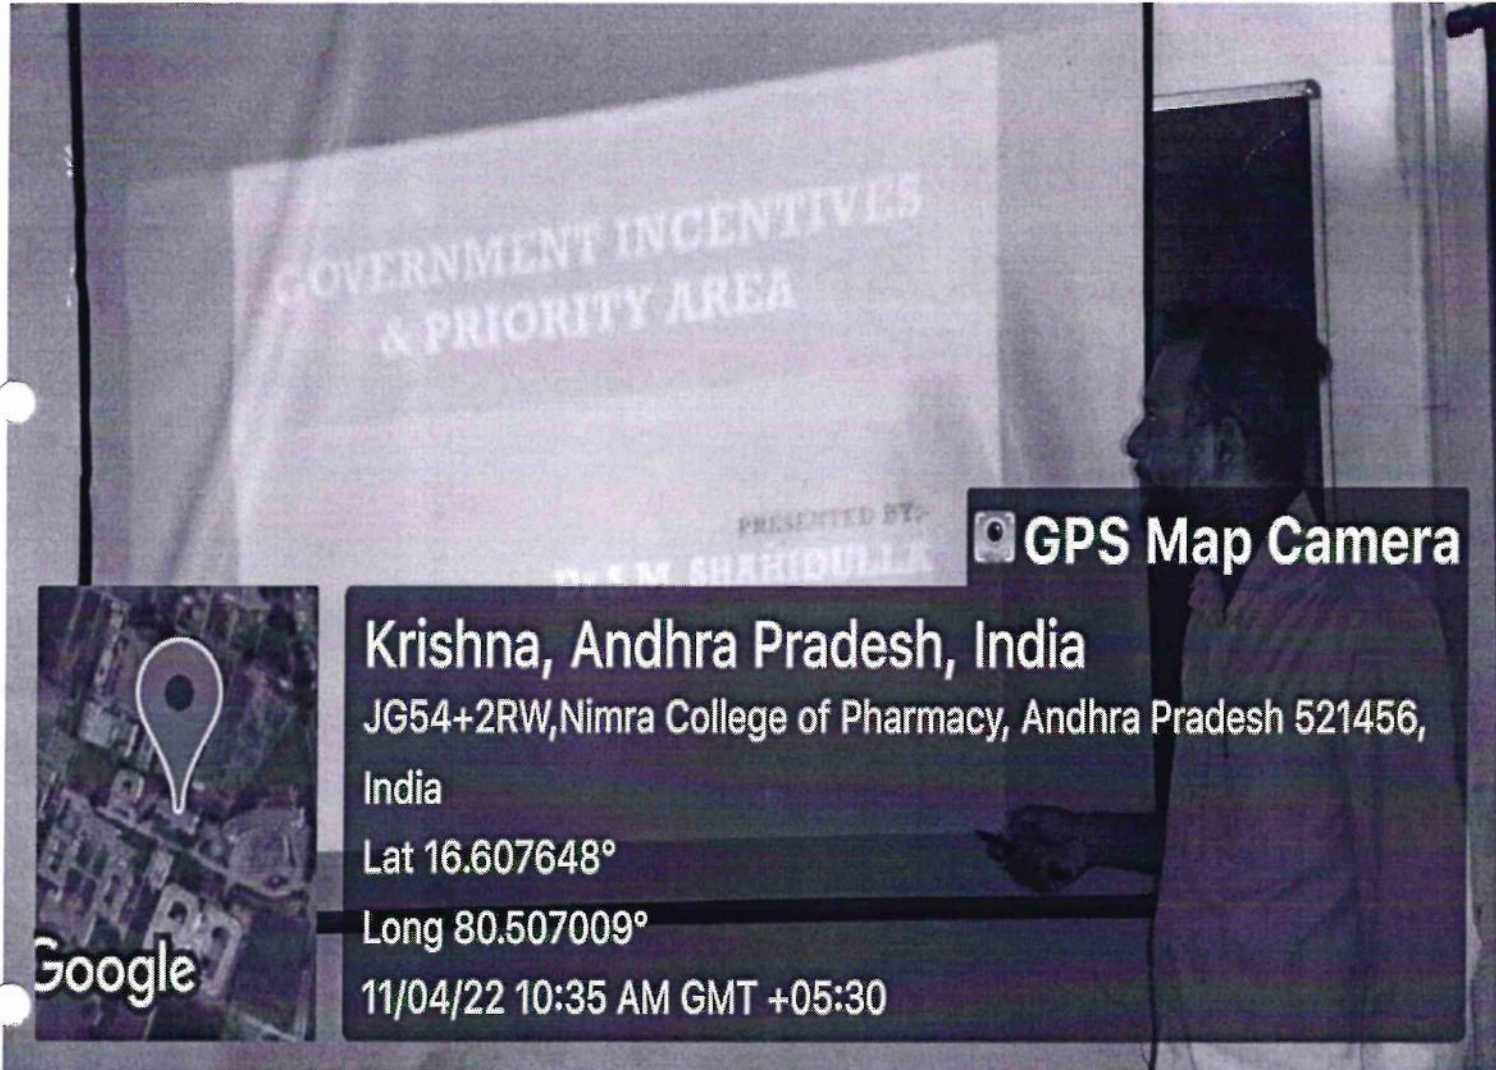 GOVERNMENT INCENTIVES
& PRIORITY AREA
PRESENTED BY:-
Dr S.M. SHAHIDULLA
GPS Map Camera
Krishna, Andhra Pradesh, India
JG54+2RW,Nimra College of Pharmacy, Andhra Pradesh 521456,
India
Lat 16.607648°
Long 80.507009°
11/04/22 10:35 AM GMT +05:30
Google